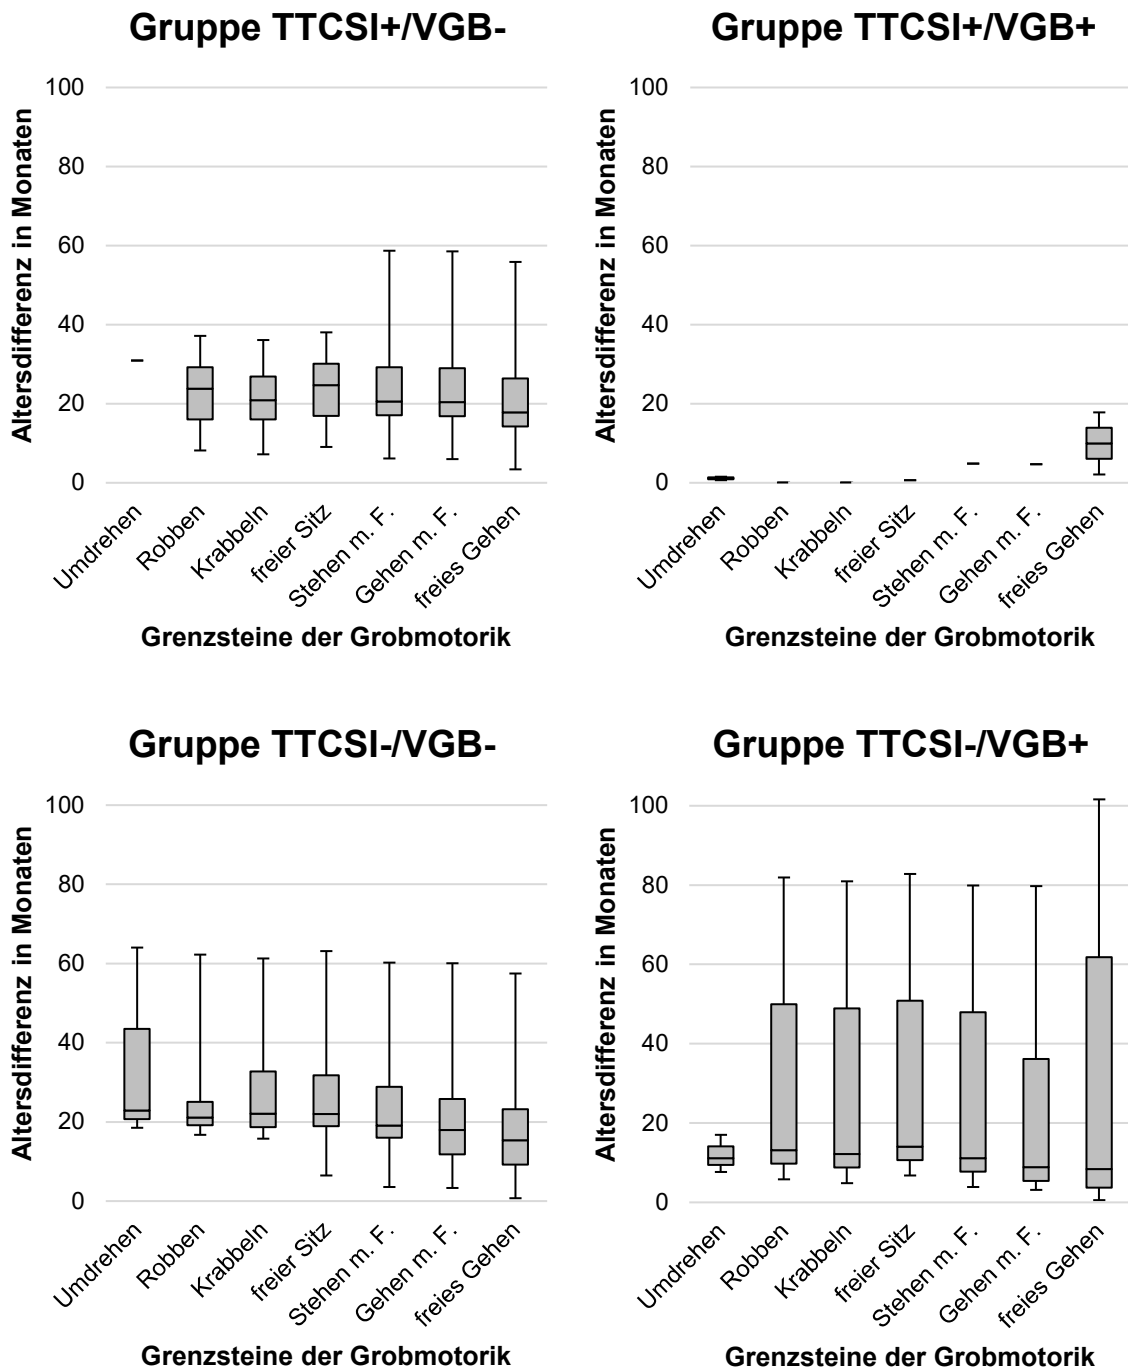 Gruppe TTCSI+/VGB-
Altersdifferenz in Monaten
100
80
60
40
20
0
Umdrehen
Robben
Krabbeln
freier Sitz
Stehen m. F.
Gehen m. F.
freies Gehen
Grenzsteine der Grobmotorik
Gruppe TTCSI+/VGB+
Altersdifferenz in Monaten
100
80
60
40
20
0
Umdrehen
Robben
Krabbeln
freier Sitz
Stehen m. F.
Gehen m. F.
freies Gehen
Grenzsteine der Grobmotorik
Gruppe TTCSI-/VGB-
Altersdifferenz in Monaten
100
80
60
40
20
0
Umdrehen
Robben
Krabbeln
freier Sitz
Stehen m. F.
Gehen m. F.
freies Gehen
Grenzsteine der Grobmotorik
Gruppe TTCSI-/VGB+
Altersdifferenz in Monaten
100
80
60
40
20
0
Umdrehen
Robben
Krabbeln
freier Sitz
Stehen m. F.
Gehen m. F.
freies Gehen
Grenzsteine der Grobmotorik